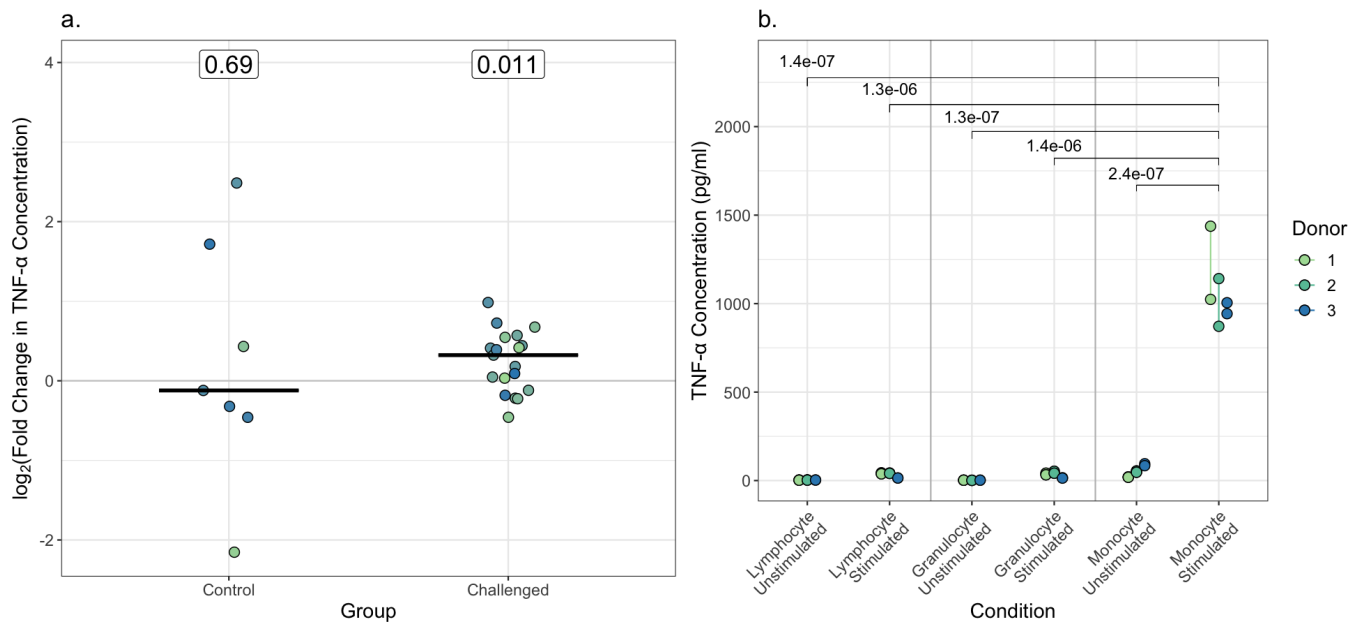 a.
log2(Fold Change in TNF-α Concentration)
4
2
0
-2
0.69
0.011
Control
Challenged
Group
b.
TNF-α Concentration (pg/ml)
2000
1500
1000
500
0
1.4e-07
1.3e-06
1.3e-07
1.4e-06
2.4e-07
Lymphocyte
Unstimulated
Lymphocyte
Stimulated
Granulocyte
Unstimulated
Granulocyte
Stimulated
Monocyte
Unstimulated
Monocyte
Stimulated
Condition
Donor
1
2
3